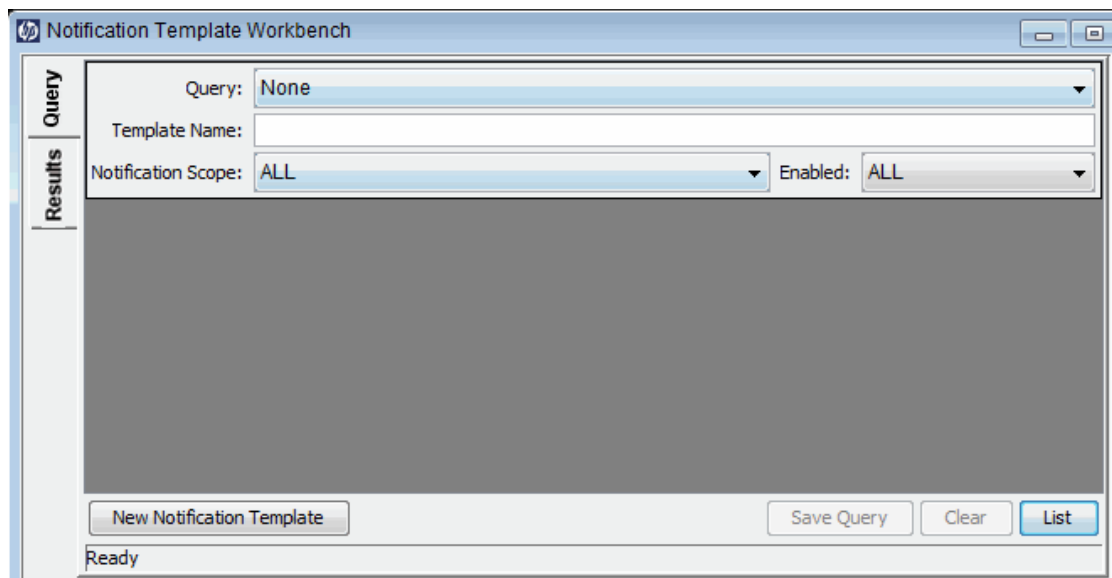 hp Notification Template Workbench
Query
Results
Query: None
Template Name:
Notification Scope: ALL Enabled: ALL
New Notification Template Save Query Clear List
Ready